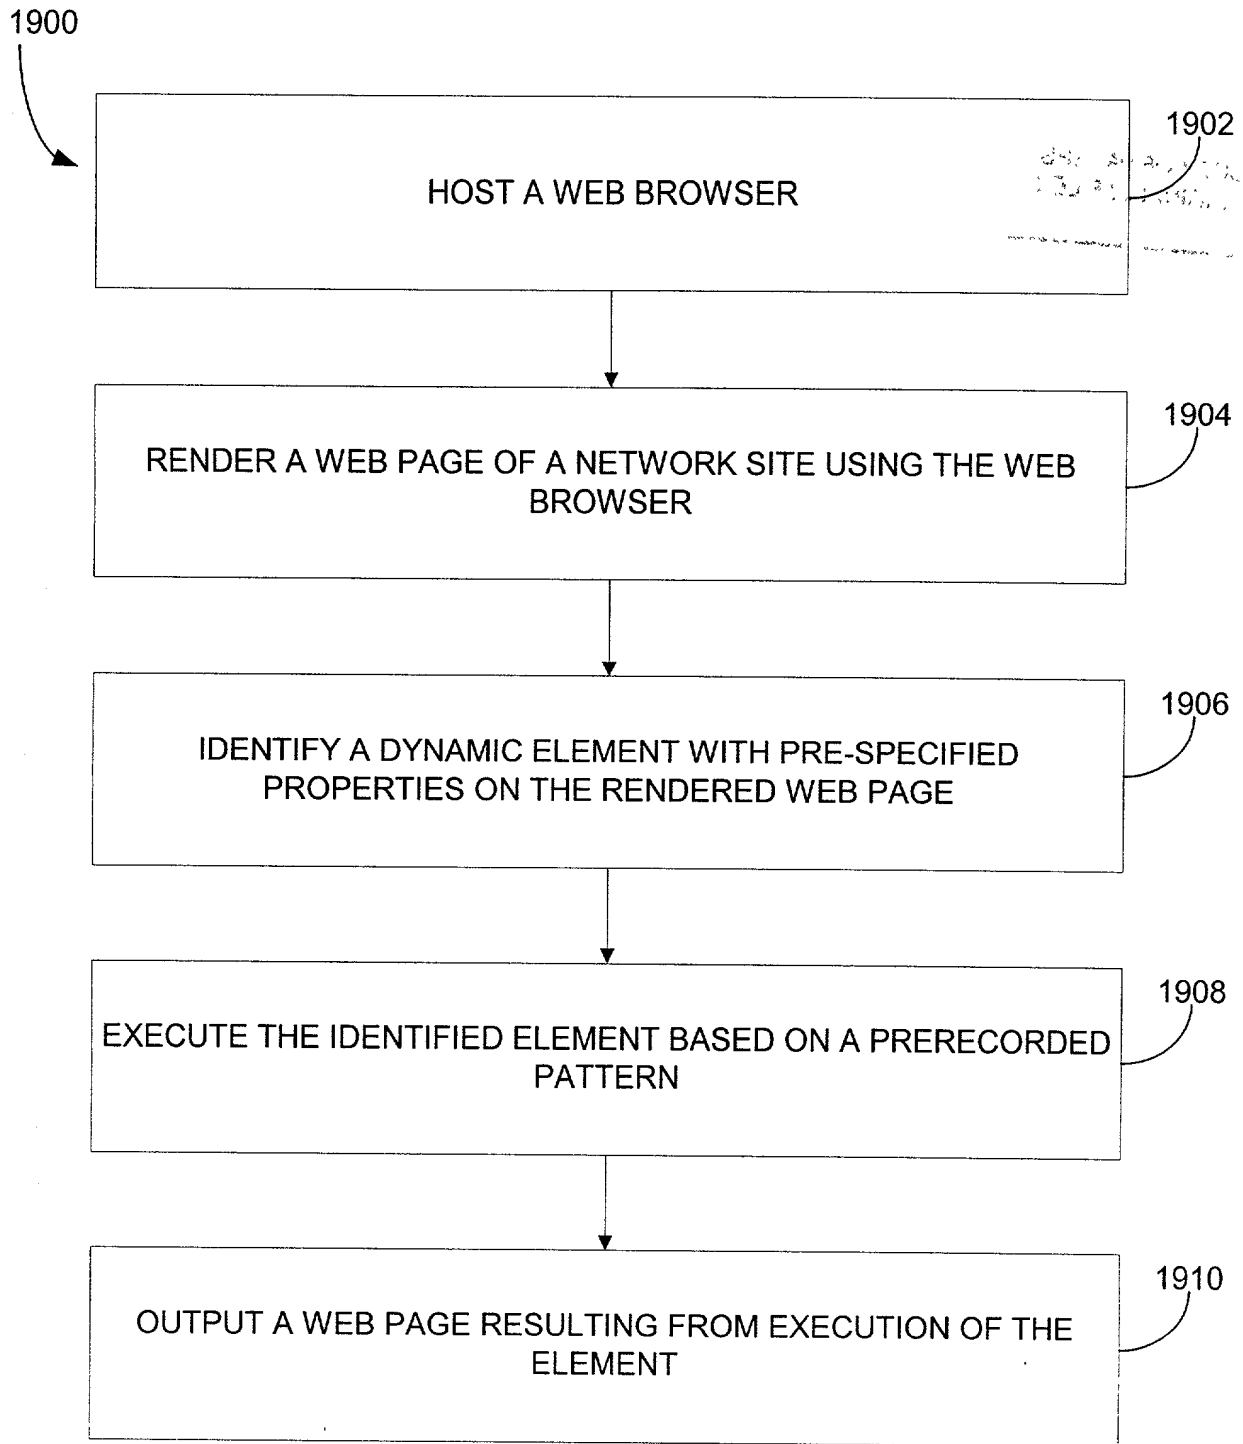 1900
HOST A WEB BROWSER
1902
RENDER A WEB PAGE OF A NETWORK SITE USING THE WEB
BROWSER
1904
IDENTIFY A DYNAMIC ELEMENT WITH PRE-SPECIFIED
PROPERTIES ON THE RENDERED WEB PAGE
1906
EXECUTE THE IDENTIFIED ELEMENT BASED ON A PRERECORDED
PATTERN
1908
OUTPUT A WEB PAGE RESULTING FROM EXECUTION OF THE
ELEMENT
1910